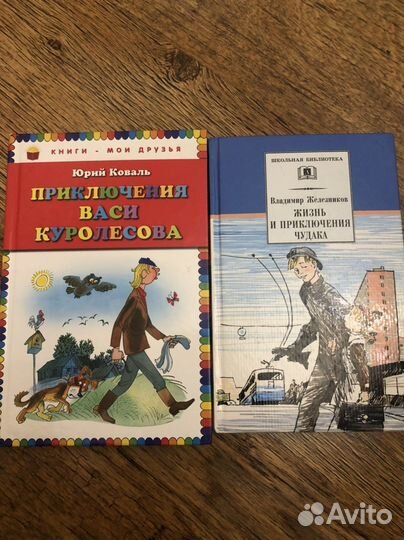 КНИГИ - МОИ ДРУЗЬЯ
Юрий Коваль
ПРИКЛЮЧЕНИЯ
ВАСИ
КУРОЛЕСОВА
ШКОЛЬНАЯ БИБЛИОТЕКА
Владимир Железников
ЖИЗНЬ
И ПРИКЛЮЧЕНИЯ
ЧУДАКА
Avito